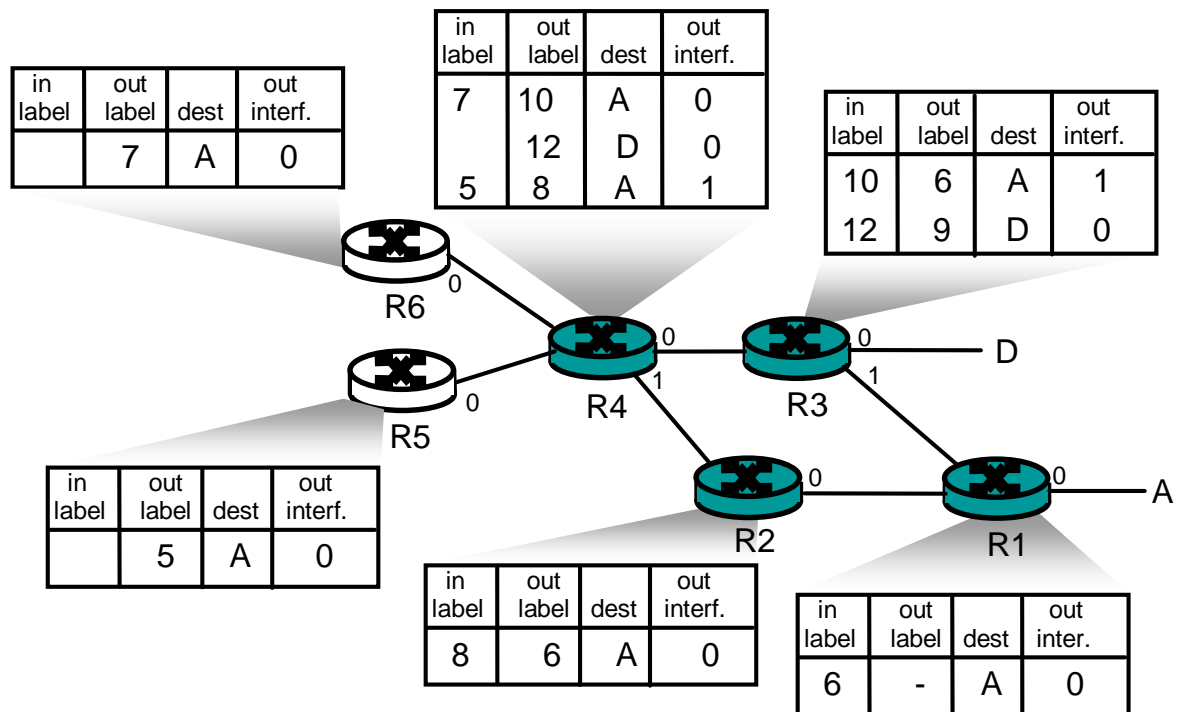 in out dest out
label label interf.
7 10 A 0
12 D 0
5 8 A 1
in out dest out
label label interf.
7 A 0
in out dest out
label label interf.
10 6 A 1
12 9 D 0
R6
0
R5
0
R4
0
1
R3
0
1
D
R2
0
R1
0
A
in out dest out
label label interf.
5 A 0
in out dest out
label label interf.
8 6 A 0
in out dest out
label label inter.
6 - A 0